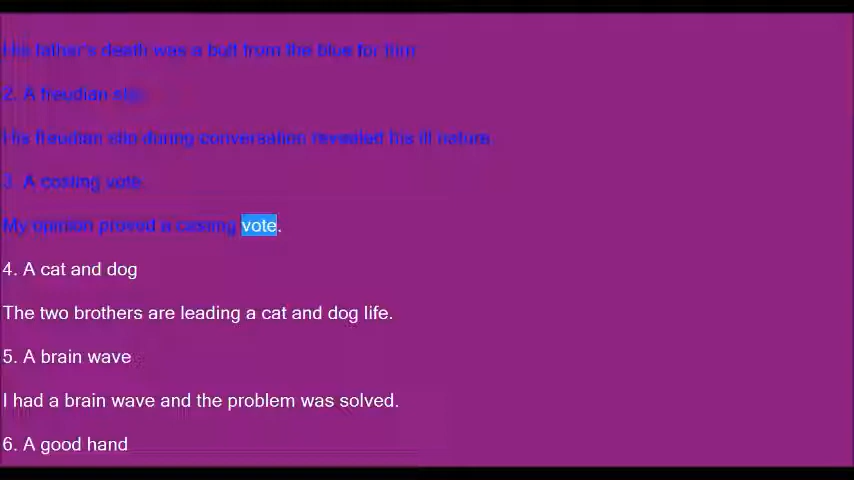 His father's death was a butt from the blue for him
2. A freudian slip.
His freudian slip during conversation revealed his ill nature.
3. A costing vote.
My opinion proved a casting vote.
4. A cat and dog
The two brothers are leading a cat and dog life.
5. A brain wave
I had a brain wave and the problem was solved.
6. A good hand